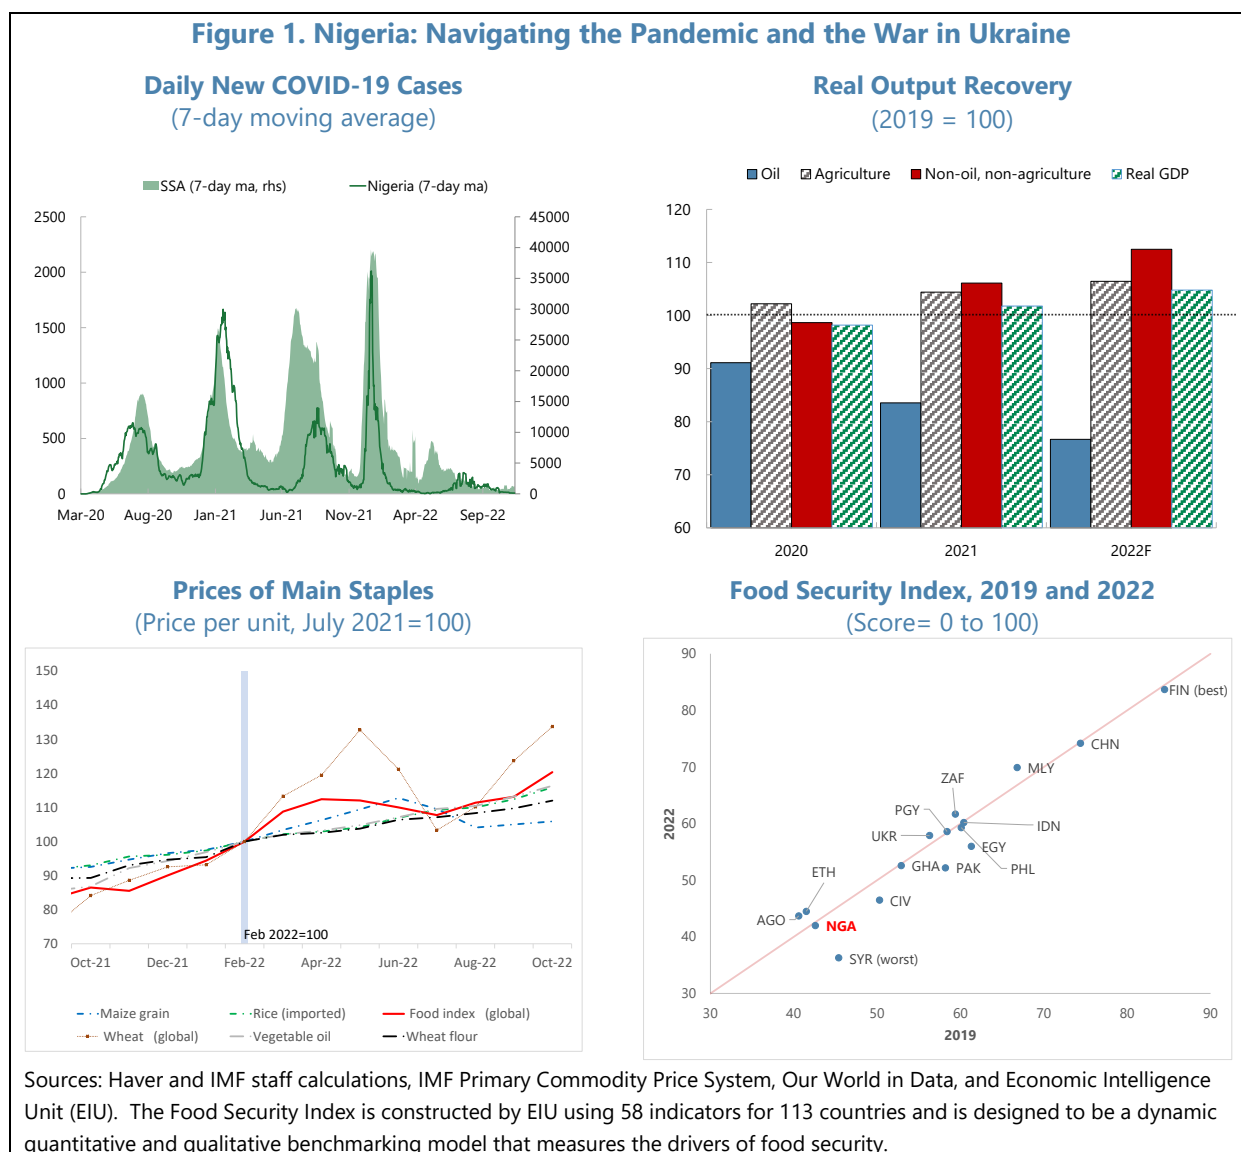 Figure 1. Nigeria: Navigating the Pandemic and the War in Ukraine
Daily New COVID-19 Cases
(7-day moving average)
SSA (7-day ma, rhs)
Nigeria (7-day ma)
2500
2000
1500
1000
500
0
45000
40000
35000
30000
25000
20000
15000
10000
5000
0
Mar-20 Aug-20 Jan-21 Jun-21 Nov-21 Apr-22 Sep-22
Real Output Recovery
(2019 = 100)
Oil Agriculture Non-oil, non-agriculture Real GDP
120
110
100
90
80
70
60
2020 2021 2022F
Prices of Main Staples
(Price per unit, July 2021=100)
150
140
130
120
110
100
90
80
70
Feb 2022=100
Oct-21 Dec-21 Feb-22 Apr-22 Jun-22 Aug-22 Oct-22
Maize grain Rice (imported) Food index (global)
Wheat (global) Vegetable oil Wheat flour
Food Security Index, 2019 and 2022
(Score= 0 to 100)
90
80
70
60
50
40
30
2022
FIN (best)
CHN
MLY
ZAF
PGY
IDN
UKR
EGY
GHA
PAK
PHL
ETH
CIV
AGO
NGA
SYR (worst)
30 40 50 60 70 80 90
2019
Sources: Haver and IMF staff calculations, IMF Primary Commodity Price System, Our World in Data, and Economic Intelligence
Unit (EIU).  The Food Security Index is constructed by EIU using 58 indicators for 113 countries and is designed to be a dynamic
quantitative and qualitative benchmarking model that measures the drivers of food security.